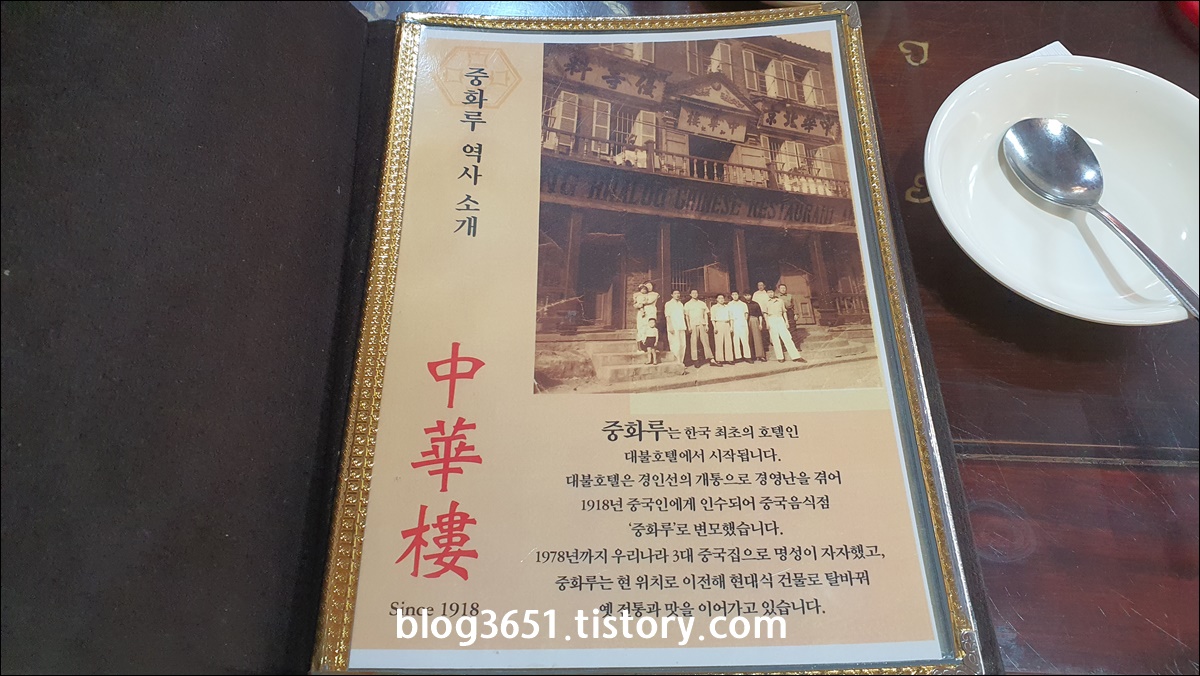 중화루 역사 소개
中華樓
Since 1918
中華樓
CHINESE RESTAURANT
중화루는 한국 최초의 호텔인
대불호텔에서 시작됩니다.
대불호텔은 경인선의 개통으로 경영난을 겪어
1918년 중국인에게 인수되어 중국음식점
‘중화루’로 변모했습니다.
1978년까지 우리나라 3대 중국집으로 명성이 자자했고,
중화루는 현 위치로 이전해 현대식 건물로 탈바꿔
옛 전통과 맛을 이어가고 있습니다.
blog3651.tistory.com